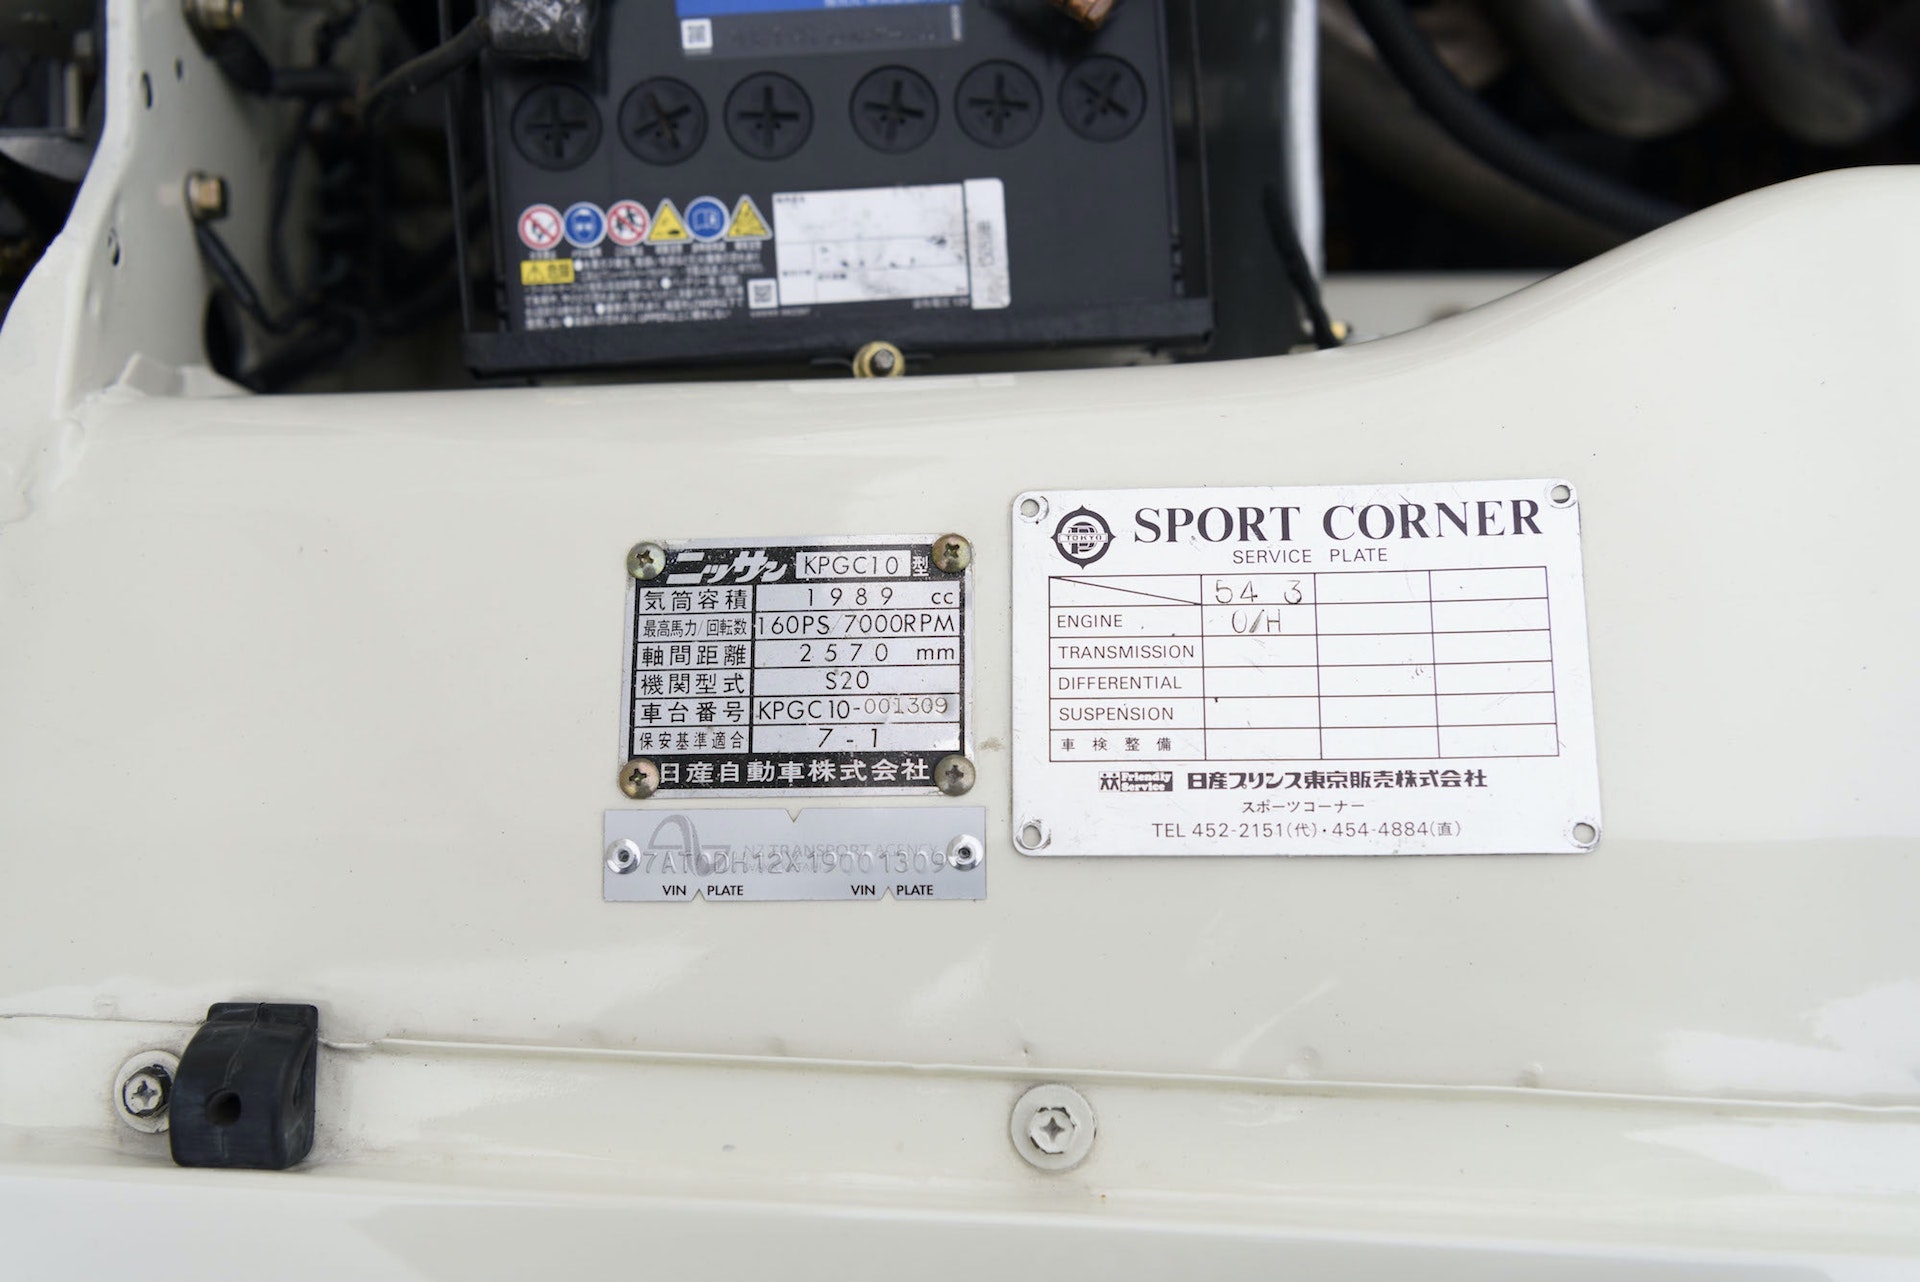 ニッサン KPGC10 型
気筒容積 1989 cc
最高馬力/回転数 160PS/7000RPM
軸間距離 2570 mm
機関型式 S20
車台番号 KPGC10-001309
保安基準適合 7-1
日産自動車株式会社
NZ TRANSPORT AGENCY
7AT0DH12X19001309
VIN PLATE VIN PLATE
TOKYO
SPORT CORNER
SERVICE PLATE
54 3
ENGINE O/H
TRANSMISSION
DIFFERENTIAL
SUSPENSION
車検整備
Friendly Service 日産プリンス東京販売株式会社
スポーツコーナー
TEL 452-2151(代)・454-4884(直)